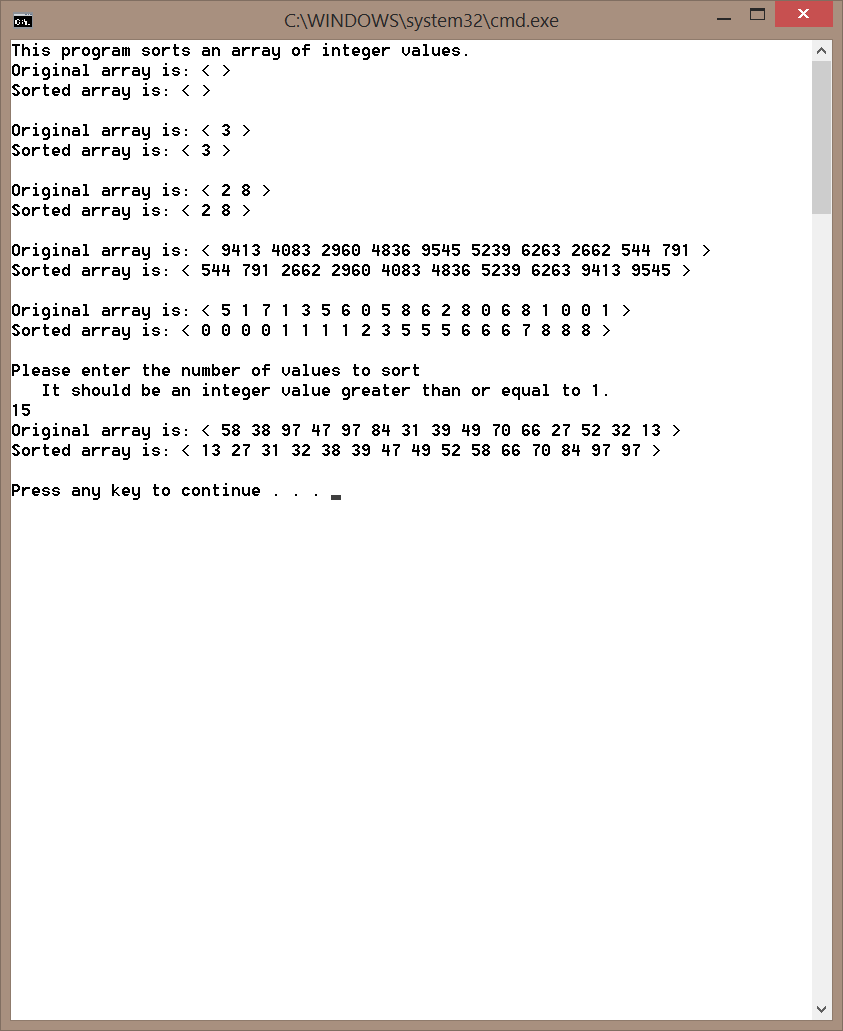 C:\WINDOWS\system32\cmd.exe
This program sorts an array of integer values.
Original array is: < >
Sorted array is: < >
Original array is: < 3 >
Sorted array is: < 3 >
Original array is: < 2 8 >
Sorted array is: < 2 8 >
Original array is: < 9413 4083 2960 4836 9545 5239 6263 2662 544 791 >
Sorted array is: < 544 791 2662 2960 4083 4836 5239 6263 9413 9545 >
Original array is: < 5 1 7 1 3 5 6 0 5 8 6 2 8 0 6 8 1 0 0 1 >
Sorted array is: < 0 0 0 0 1 1 1 1 2 3 5 5 5 6 6 6 7 8 8 8 >
Please enter the number of values to sort
   It should be an integer value greater than or equal to 1.
15
Original array is: < 58 38 97 47 97 84 31 39 49 70 66 27 52 32 13 >
Sorted array is: < 13 27 31 32 38 39 47 49 52 58 66 70 84 97 97 >
Press any key to continue . . .